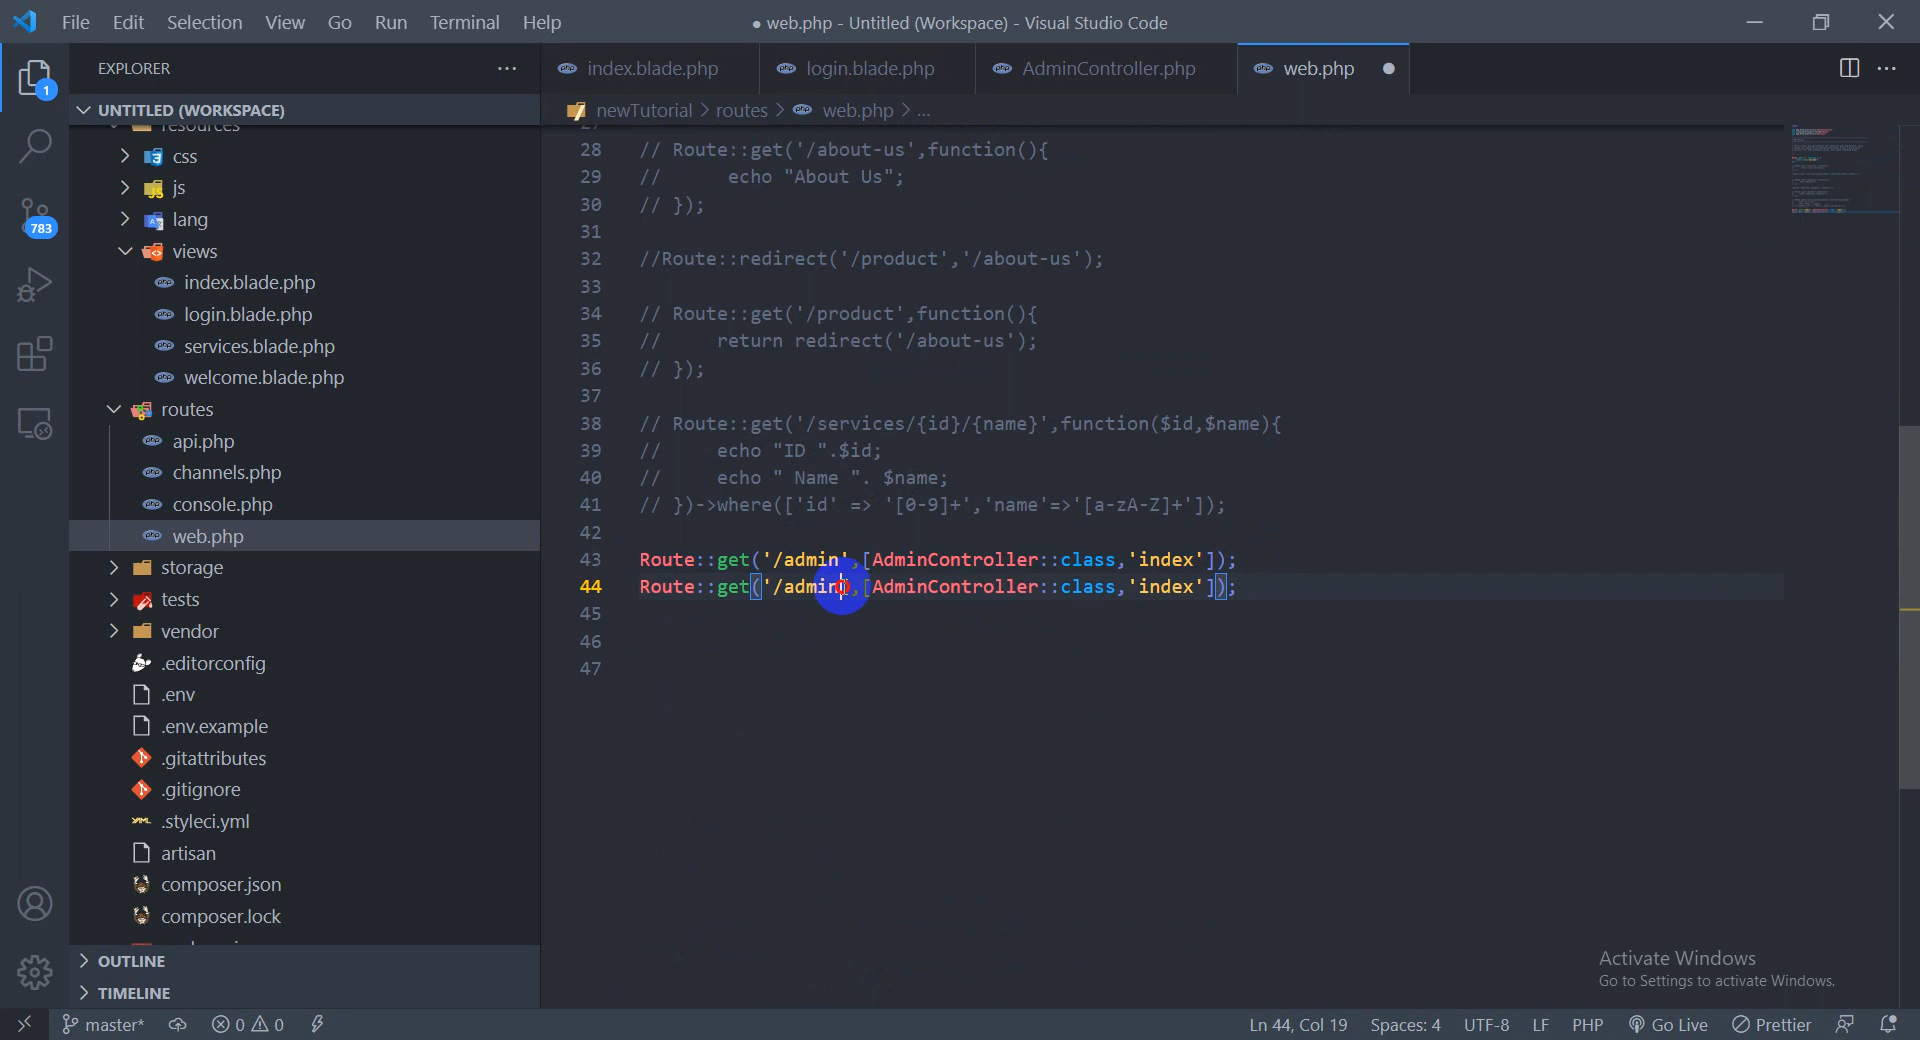 File Edit Selection View Go Run Terminal Help
● web.php - Untitled (Workspace) - Visual Studio Code
EXPLORER
index.blade.php
login.blade.php
AdminController.php
web.php
UNTITLED (WORKSPACE)
newTutorial > routes > web.php > ...
resources
css
js
lang
views
index.blade.php
login.blade.php
services.blade.php
welcome.blade.php
routes
api.php
channels.php
console.php
web.php
storage
tests
vendor
.editorconfig
.env
.env.example
.gitattributes
.gitignore
.styleci.yml
artisan
composer.json
composer.lock
OUTLINE
TIMELINE
1
783
27
28 // Route::get('/about-us',function(){
29 //      echo "About Us";
30 // });
31
32 //Route::redirect('/product','/about-us');
33
34 // Route::get('/product',function(){
35 //     return redirect('/about-us');
36 // });
37
38 // Route::get('/services/{id}/{name}',function($id,$name){
39 //     echo "ID ".$id;
40 //     echo " Name ". $name;
41 // })->where(['id' => '[0-9]+','name'=>'[a-zA-Z]+']);
42
43 Route::get('/admin',[AdminController::class,'index']);
44 Route::get('/admin',[AdminController::class,'index']);
45
46
47
Activate Windows
Go to Settings to activate Windows.
master* 0 0
Ln 44, Col 19 Spaces: 4 UTF-8 LF PHP Go Live Prettier